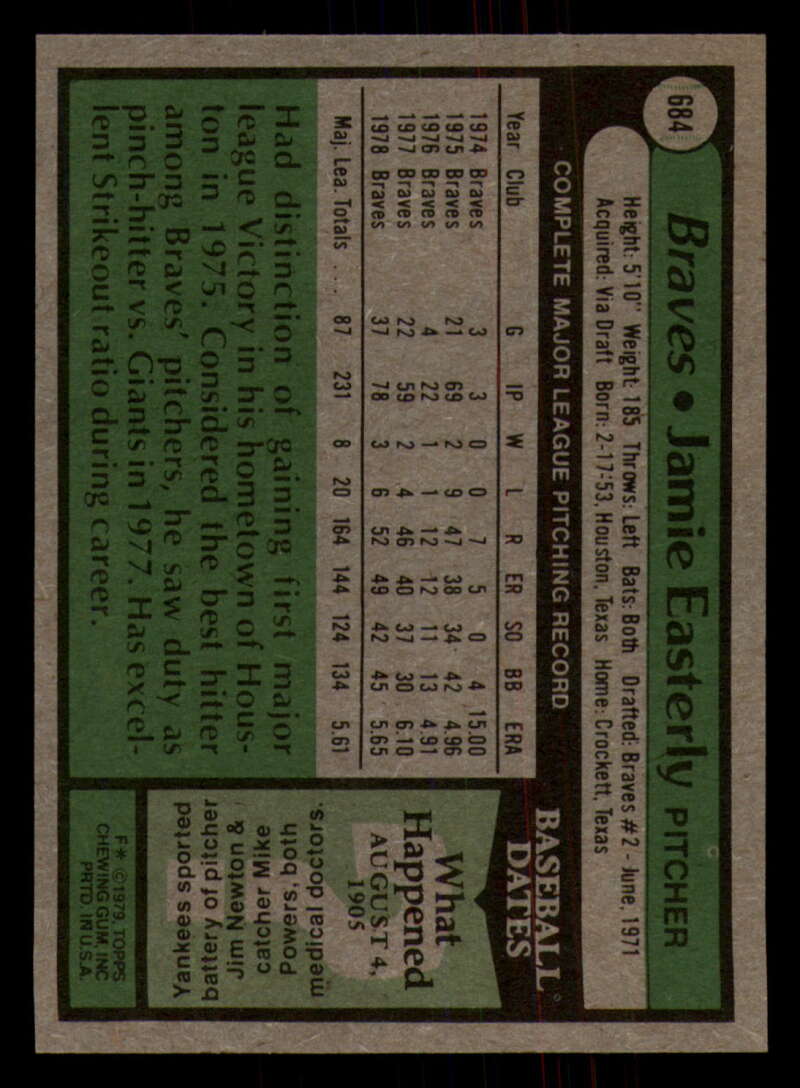 684
Braves • Jamie Easterly PITCHER
Height: 5'10" Weight: 185 Throws: Left Bats: Both Drafted: Braves #2 - June, 1971
Acquired: Via Draft Born: 2-17-53, Houston, Texas Home: Crockett, Texas
COMPLETE MAJOR LEAGUE PITCHING RECORD
Year Club G IP W L R ER SO BB ERA
1974 Braves 3 3 0 0 7 5 0 4 15.00
1975 Braves 21 69 2 9 47 38 34 42 4.96
1976 Braves 4 22 1 1 12 12 11 13 4.91
1977 Braves 22 59 2 4 46 40 37 30 6.10
1978 Braves 37 78 3 6 52 49 42 45 5.65
Maj. Lea. Totals .... 87 231 8 20 164 144 124 134 5.61
Had distinction of gaining first major
league Victory in his hometown of Hous-
ton in 1975. Considered the best hitter
among Braves' pitchers, he saw duty as
pinch-hitter vs. Giants in 1977. Has excel-
lent Strikeout ratio during career.
BASEBALL
DATES
What
Happened
AUGUST 4,
1905
Yankees sported
battery of pitcher
Jim Newton &
catcher Mike
Powers, both
medical doctors.
F* ©1979, TOPPS
CHEWING GUM, INC
PRTD. IN U.S.A.